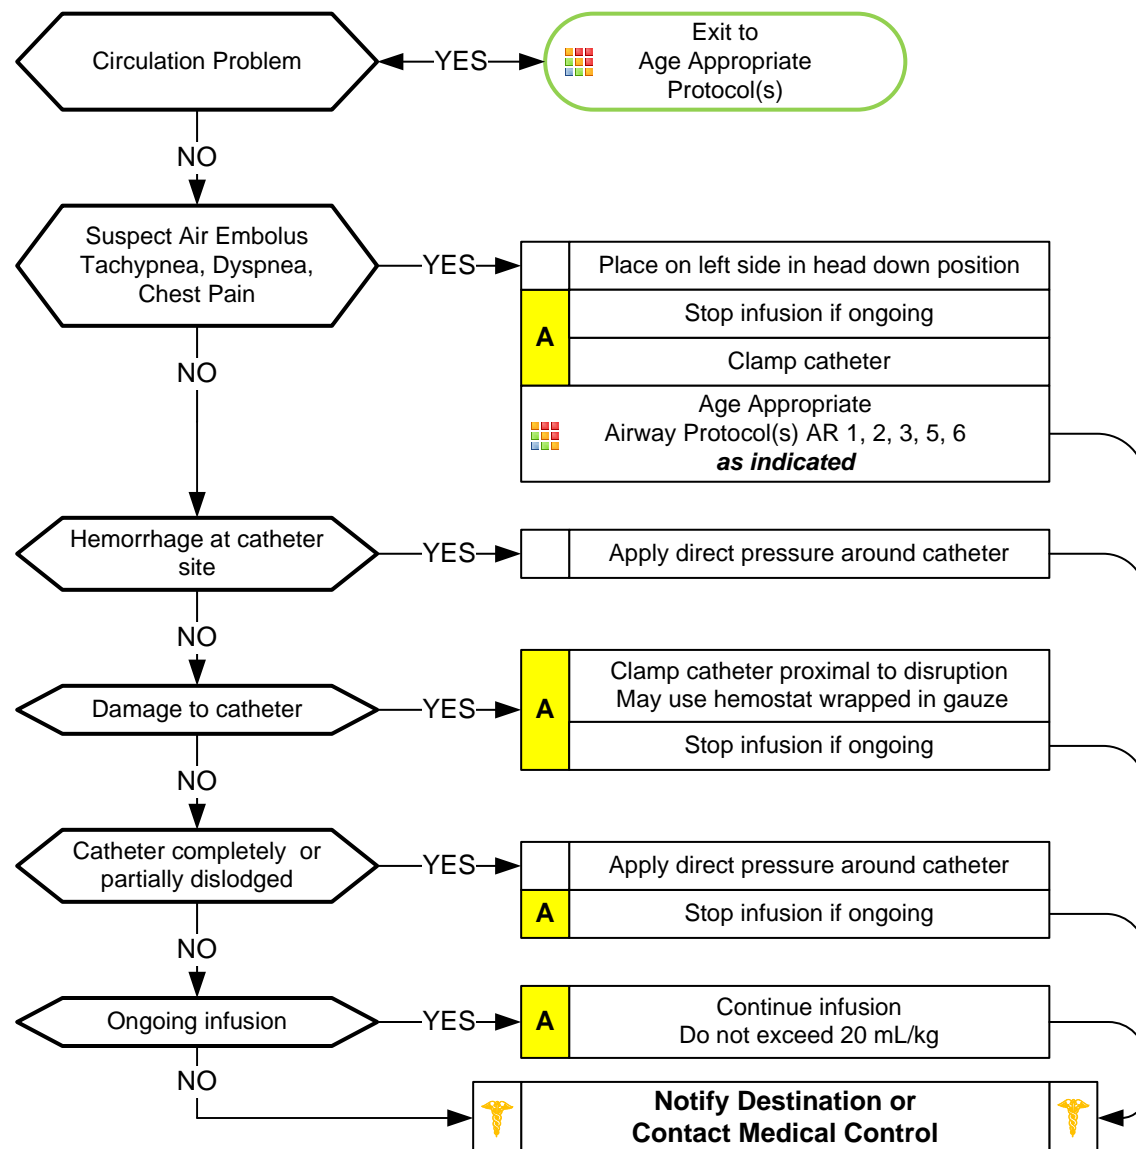 Circulation Problem
YES
Exit to
Age Appropriate
Protocol(s)
NO
Suspect Air Embolus
Tachypnea, Dyspnea,
Chest Pain
YES
Place on left side in head down position
A
Stop infusion if ongoing
Clamp catheter
Age Appropriate
Airway Protocol(s) AR 1, 2, 3, 5, 6
as indicated
NO
Hemorrhage at catheter
site
YES
Apply direct pressure around catheter
NO
Damage to catheter
YES
A
Clamp catheter proximal to disruption
May use hemostat wrapped in gauze
Stop infusion if ongoing
NO
Catheter completely or
partially dislodged
YES
Apply direct pressure around catheter
A
Stop infusion if ongoing
NO
Ongoing infusion
YES
A
Continue infusion
Do not exceed 20 mL/kg
NO
Notify Destination or
Contact Medical Control